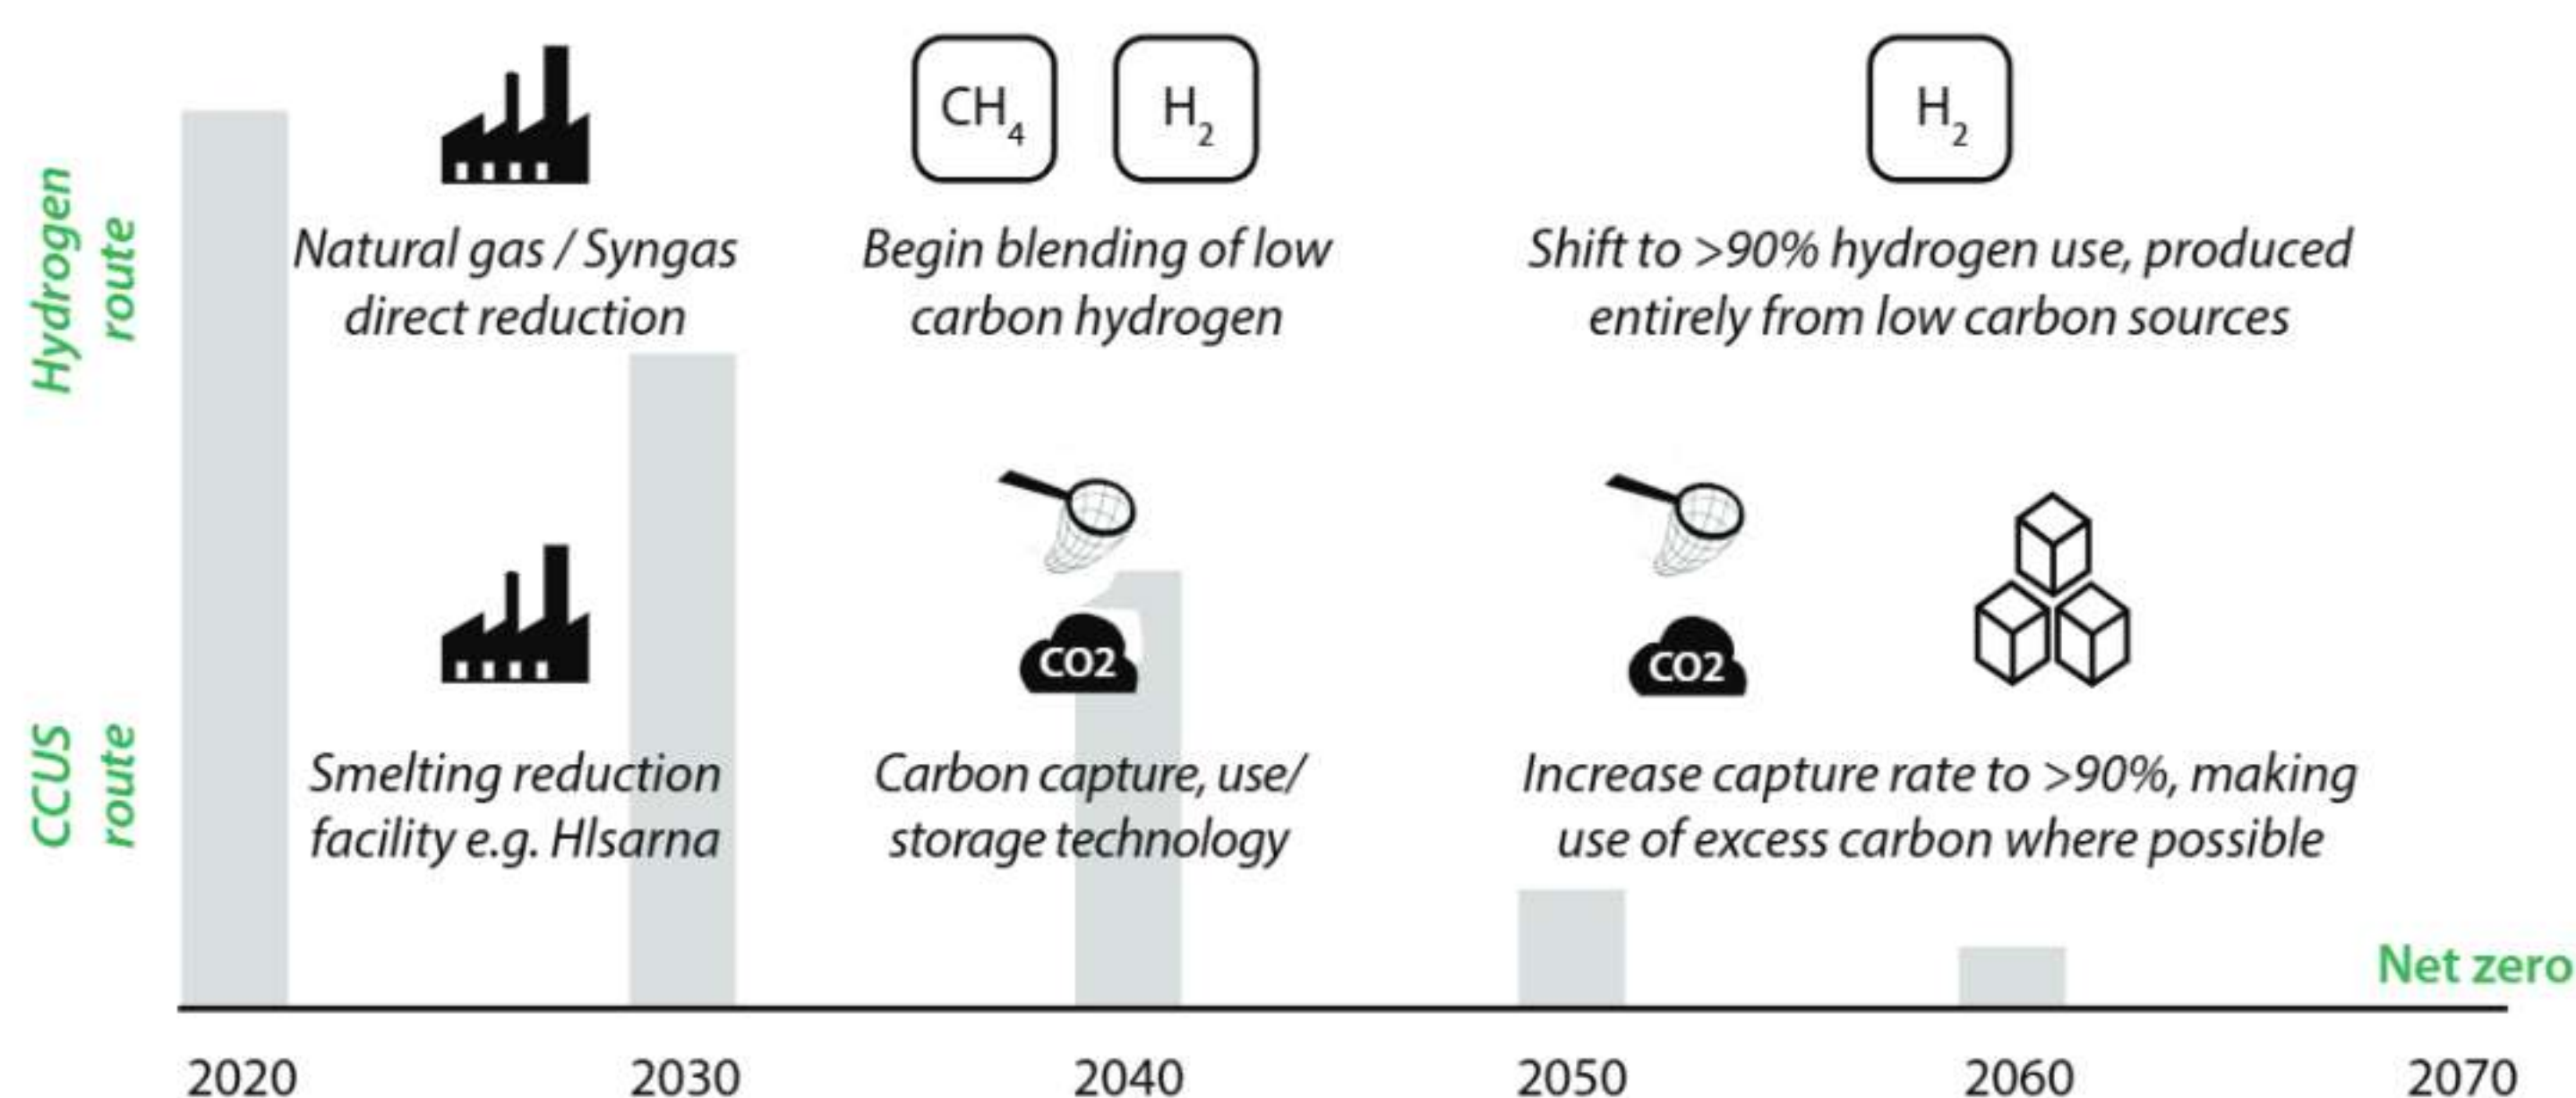 Hydrogen
route
CH₄
H₂
H₂
Natural gas / Syngas
direct reduction
Begin blending of low
carbon hydrogen
Shift to >90% hydrogen use, produced
entirely from low carbon sources
CCUS
route
CO2
CO2
Smelting reduction
facility e.g. HIsarna
Carbon capture, use/
storage technology
Increase capture rate to >90%, making
use of excess carbon where possible
Net zero
2020
2030
2040
2050
2060
2070